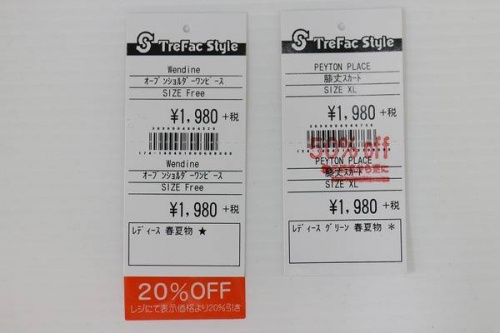 TreFac Style
Wendine
オープンショルダーワンピース
SIZE Free
¥1,980 +税
Wendine
オープンショルダーワンピース
SIZE Free
¥1,980 +税
レディース 春夏物 ★
20%OFF
レジにて表示価格より20%引き
TreFac Style
PEYTON PLACE
膝丈スカート
SIZE XL
¥1,980 +税
50% off
PEYTON PLACE
膝丈スカート
SIZE XL
¥1,980 +税
レディース グリーン 春夏物 *